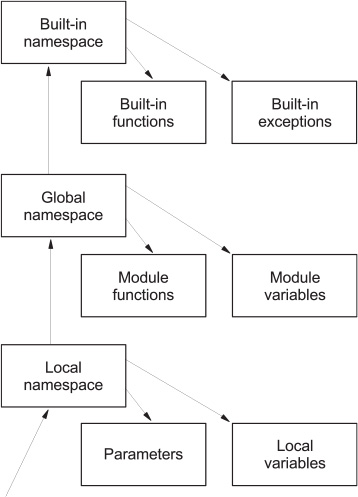 Built-in
namespace
Built-in
functions
Built-in
exceptions
Global
namespace
Module
functions
Module
variables
Local
namespace
Parameters
Local
variables